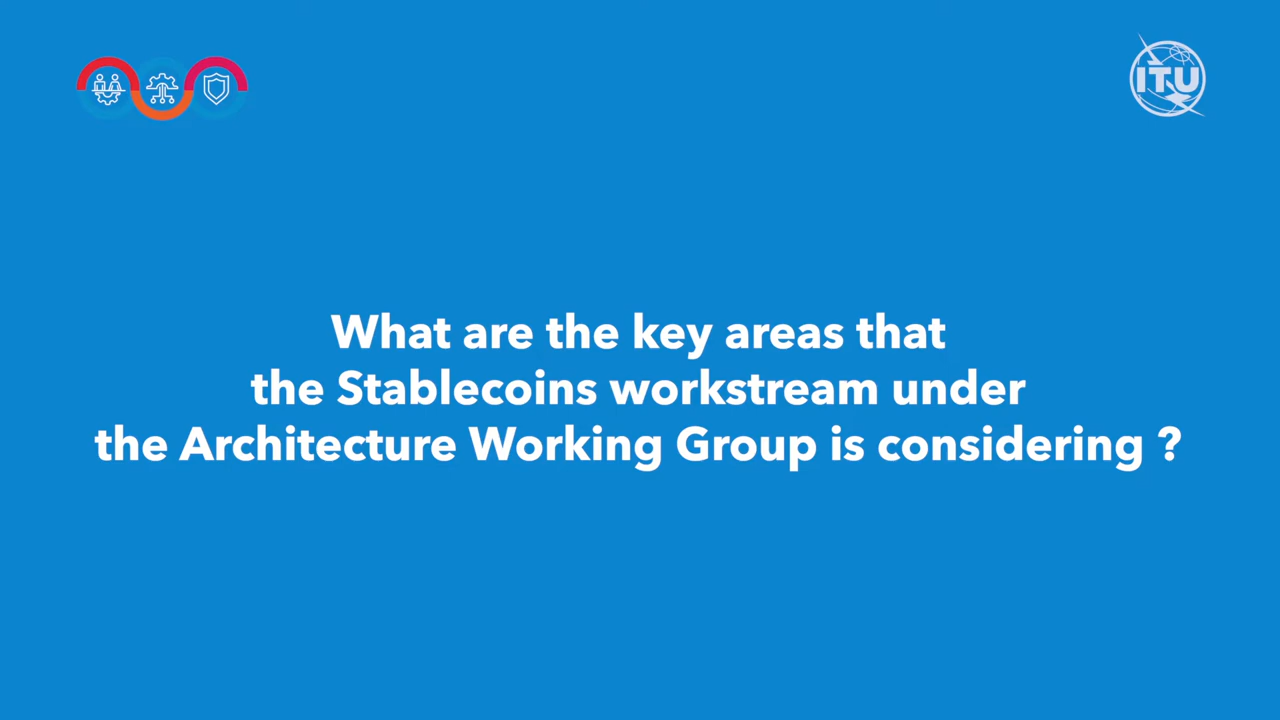 ITU
What are the key areas that
the Stablecoins workstream under
the Architecture Working Group is considering ?